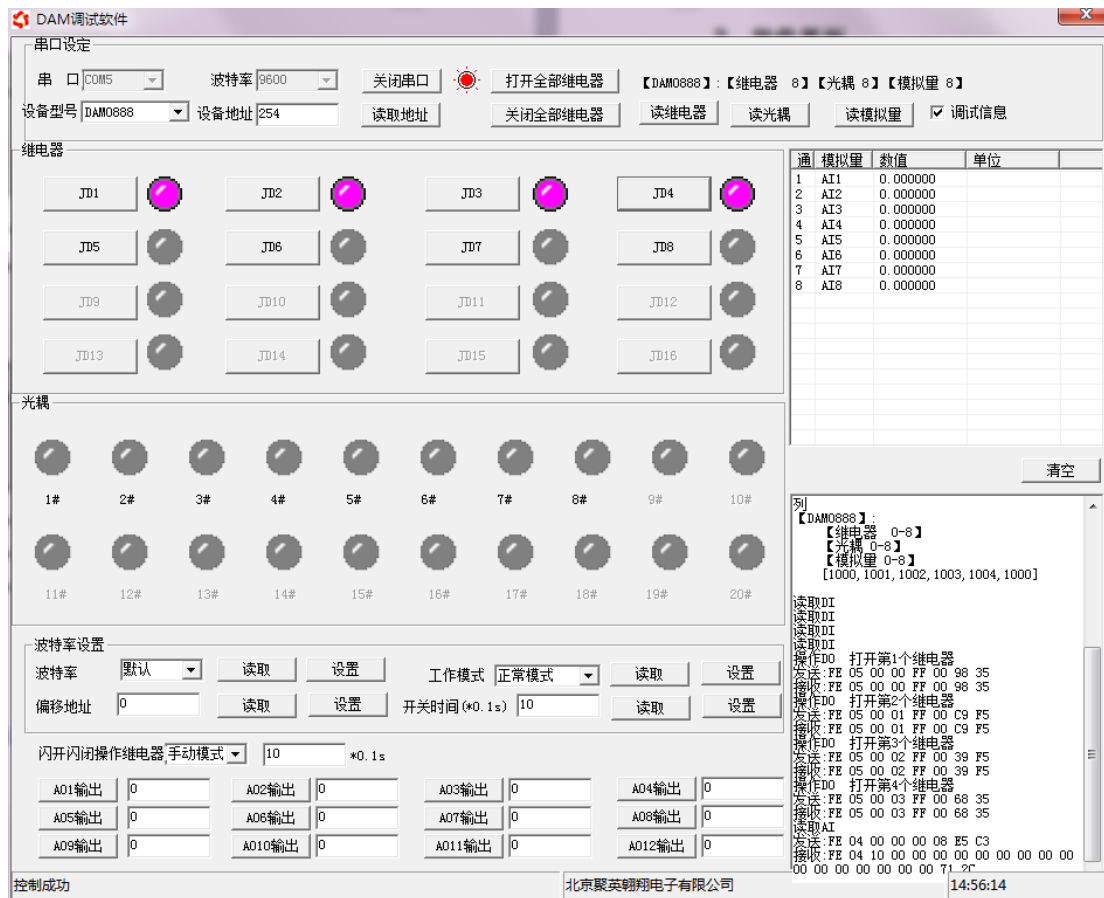 DAM调试软件
串口设定
串 口 COM5 波特率 9600 关闭串口 打开全部继电器 【DAM0888】:【继电器 8】【光耦 8】【模拟量 8】
设备型号 DAM0888 设备地址 254 读取地址 关闭全部继电器 读继电器 读光耦 读模拟量 调试信息
继电器
JD1 JD2 JD3 JD4
JD5 JD6 JD7 JD8
JD9 JD10 JD11 JD12
JD13 JD14 JD15 JD16
光耦
1# 2# 3# 4# 5# 6# 7# 8# 9# 10#
11# 12# 13# 14# 15# 16# 17# 18# 19# 20#
波特率设置
波特率 默认 读取 设置 工作模式 正常模式 读取 设置
偏移地址 0 读取 设置 开关时间(*0.1s) 10 读取 设置
闪开闪闭操作继电器 手动模式 10 *0.1s
AO1输出 0 AO2输出 0 AO3输出 0 AO4输出 0
AO5输出 0 AO6输出 0 AO7输出 0 AO8输出 0
AO9输出 0 AO10输出 0 AO11输出 0 AO12输出 0
通 模拟量 数值 单位
1 AI1 0.000000
2 AI2 0.000000
3 AI3 0.000000
4 AI4 0.000000
5 AI5 0.000000
6 AI6 0.000000
7 AI7 0.000000
8 AI8 0.000000
清空
列
【DAM0888】:
【继电器 0-8】
【光耦 0-8】
【模拟量 0-8】
[1000,1001,1002,1003,1004,1000]
读取DI
读取DI
读取DI
读取DI
操作DO 打开第1个继电器
发送:FE 05 00 00 FF 00 98 35
接收:FE 05 00 00 FF 00 98 35
操作DO 打开第2个继电器
发送:FE 05 00 01 FF 00 C9 F5
接收:FE 05 00 01 FF 00 C9 F5
操作DO 打开第3个继电器
发送:FE 05 00 02 FF 00 39 F5
接收:FE 05 00 02 FF 00 39 F5
操作DO 打开第4个继电器
发送:FE 05 00 03 FF 00 68 35
接收:FE 05 00 03 FF 00 68 35
读取AI
发送:FE 04 00 00 00 08 E5 C3
接收:FE 04 10 00 00 00 00 00 00 00 00 00
00 00 00 00 00 00 00 71 2C
控制成功 北京聚英翱翔电子有限公司 14:56:14